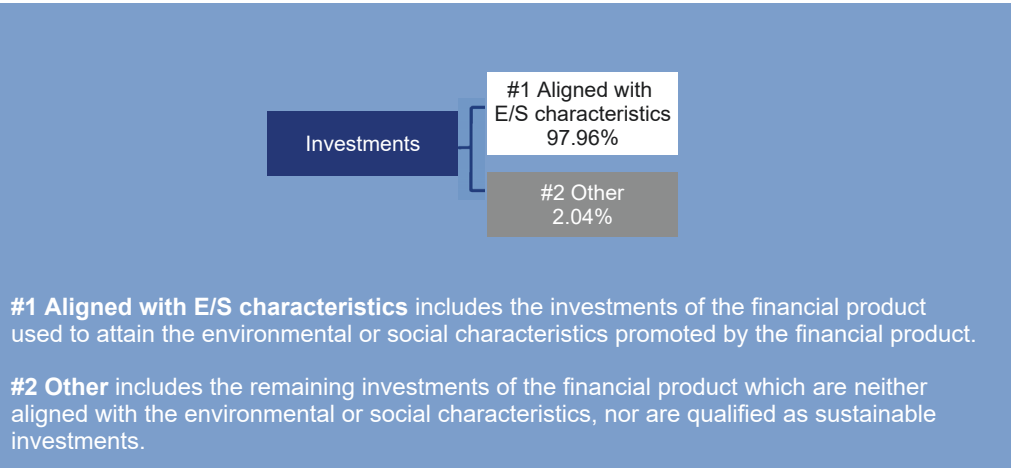 #1 Aligned with
E/S characteristics
97.96%
Investments
#2 Other
2.04%
#1 Aligned with E/S characteristics includes the investments of the financial product
used to attain the environmental or social characteristics promoted by the financial product.
#2 Other includes the remaining investments of the financial product which are neither
aligned with the environmental or social characteristics, nor are qualified as sustainable
investments.